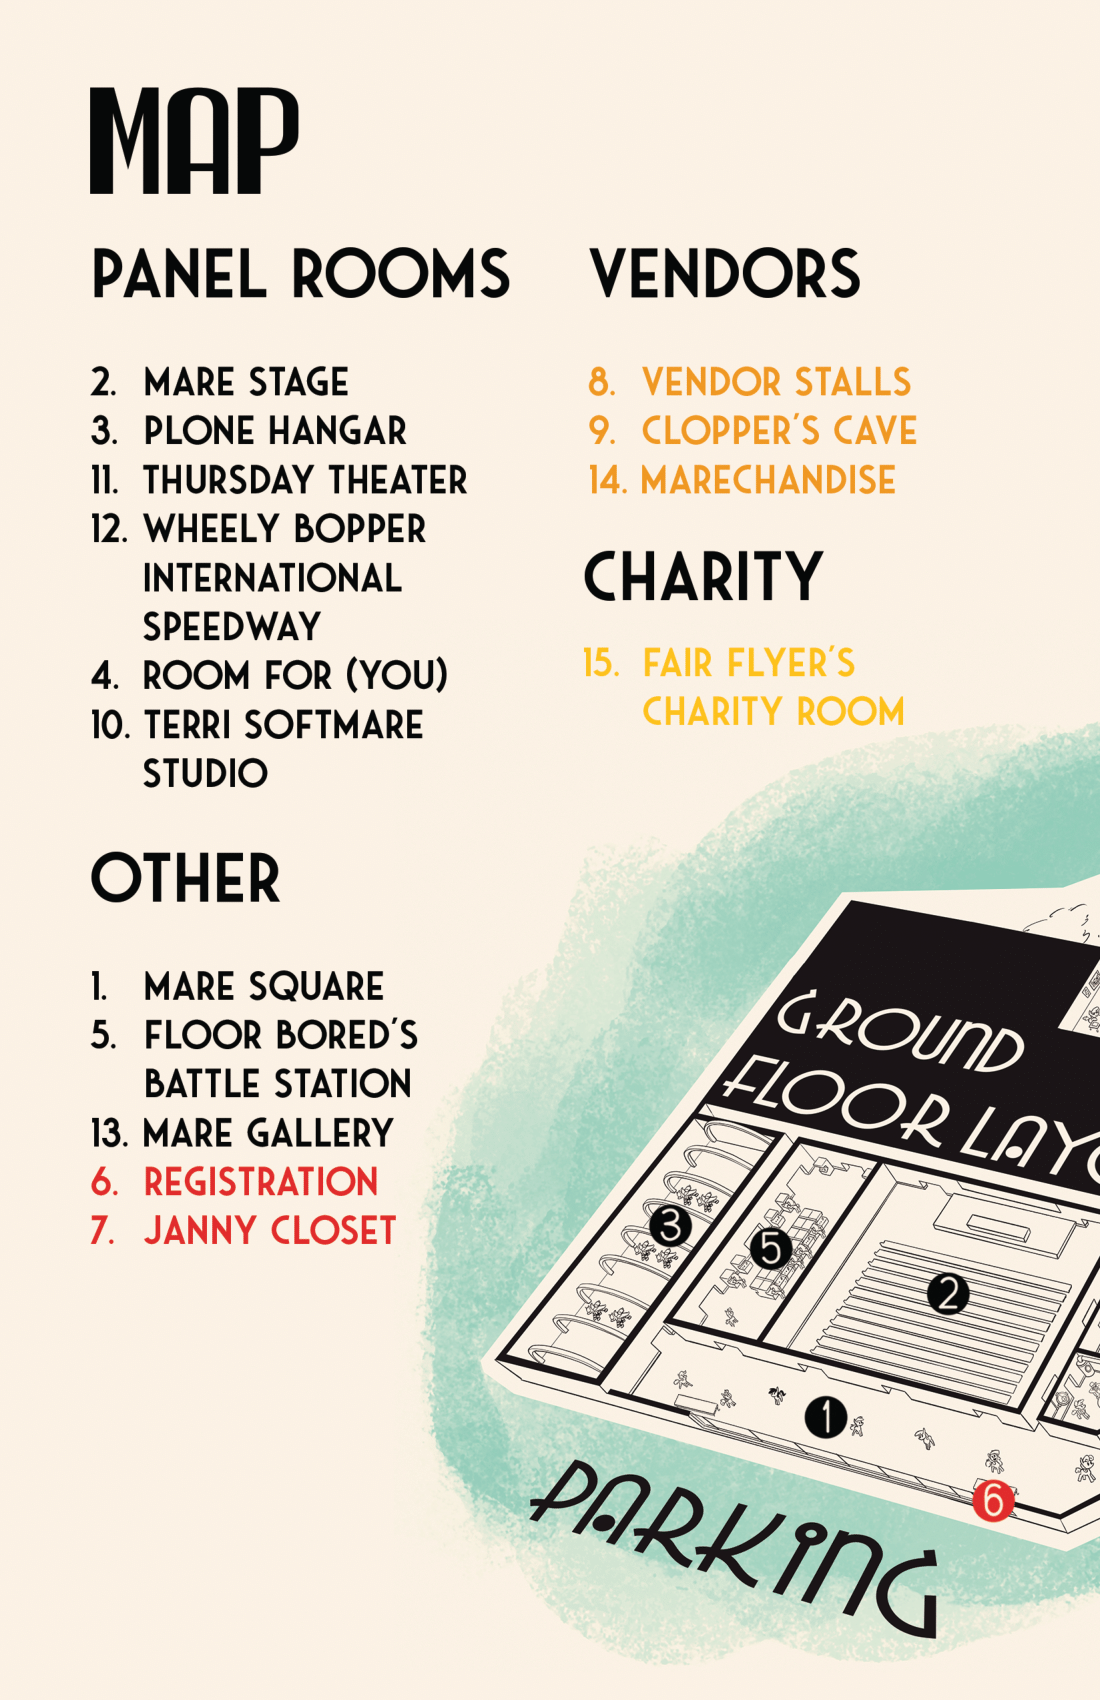 MAP
PANEL ROOMS
2. MARE STAGE
3. PLONE HANGAR
11. THURSDAY THEATER
12. WHEELY BOPPER
INTERNATIONAL
SPEEDWAY
4. ROOM FOR (YOU)
10. TERRI SOFTMARE
STUDIO
VENDORS
8. VENDOR STALLS
9. CLOPPER'S CAVE
14. MARECHANDISE
CHARITY
15. FAIR FLYER'S
CHARITY ROOM
OTHER
1. MARE SQUARE
5. FLOOR BORED'S
BATTLE STATION
13. MARE GALLERY
6. REGISTRATION
7. JANNY CLOSET
GROUND
FLOOR LAYO
3
5
2
1
6
PARKING